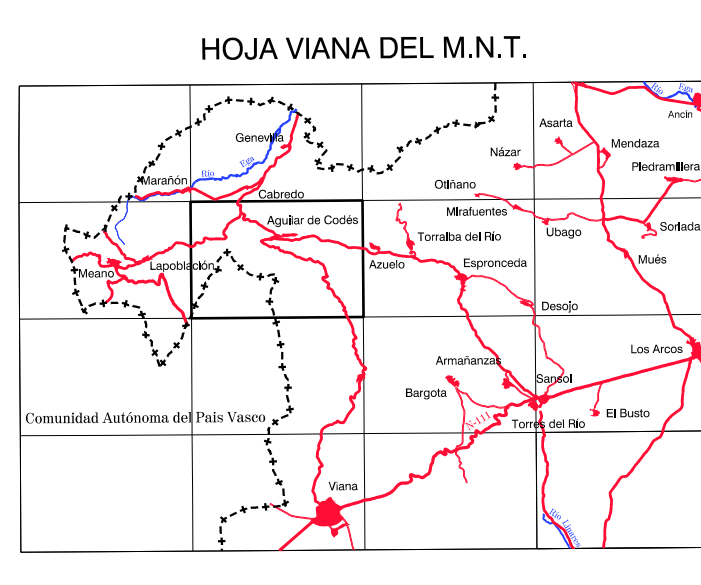 HOJA VIANA DEL M.N.T.
Río Ega
Ancin
Asarta
Genevilla
Mendaza
Názar
Río Ega
Piedramillera
Marañón
Otiñano
Cabredo
Mirafuentes
Aguilar de Codés
Ubago
Sorlada
Torralba del Río
Mués
Azuelo
Espronceda
Lapoblación
Meano
Desojo
Los Arcos
Armañanzas
Sansol
Bargota
El Busto
Comunidad Autónoma del Pais Vasco
N-111
Torres del Río
Viana
Río Linares